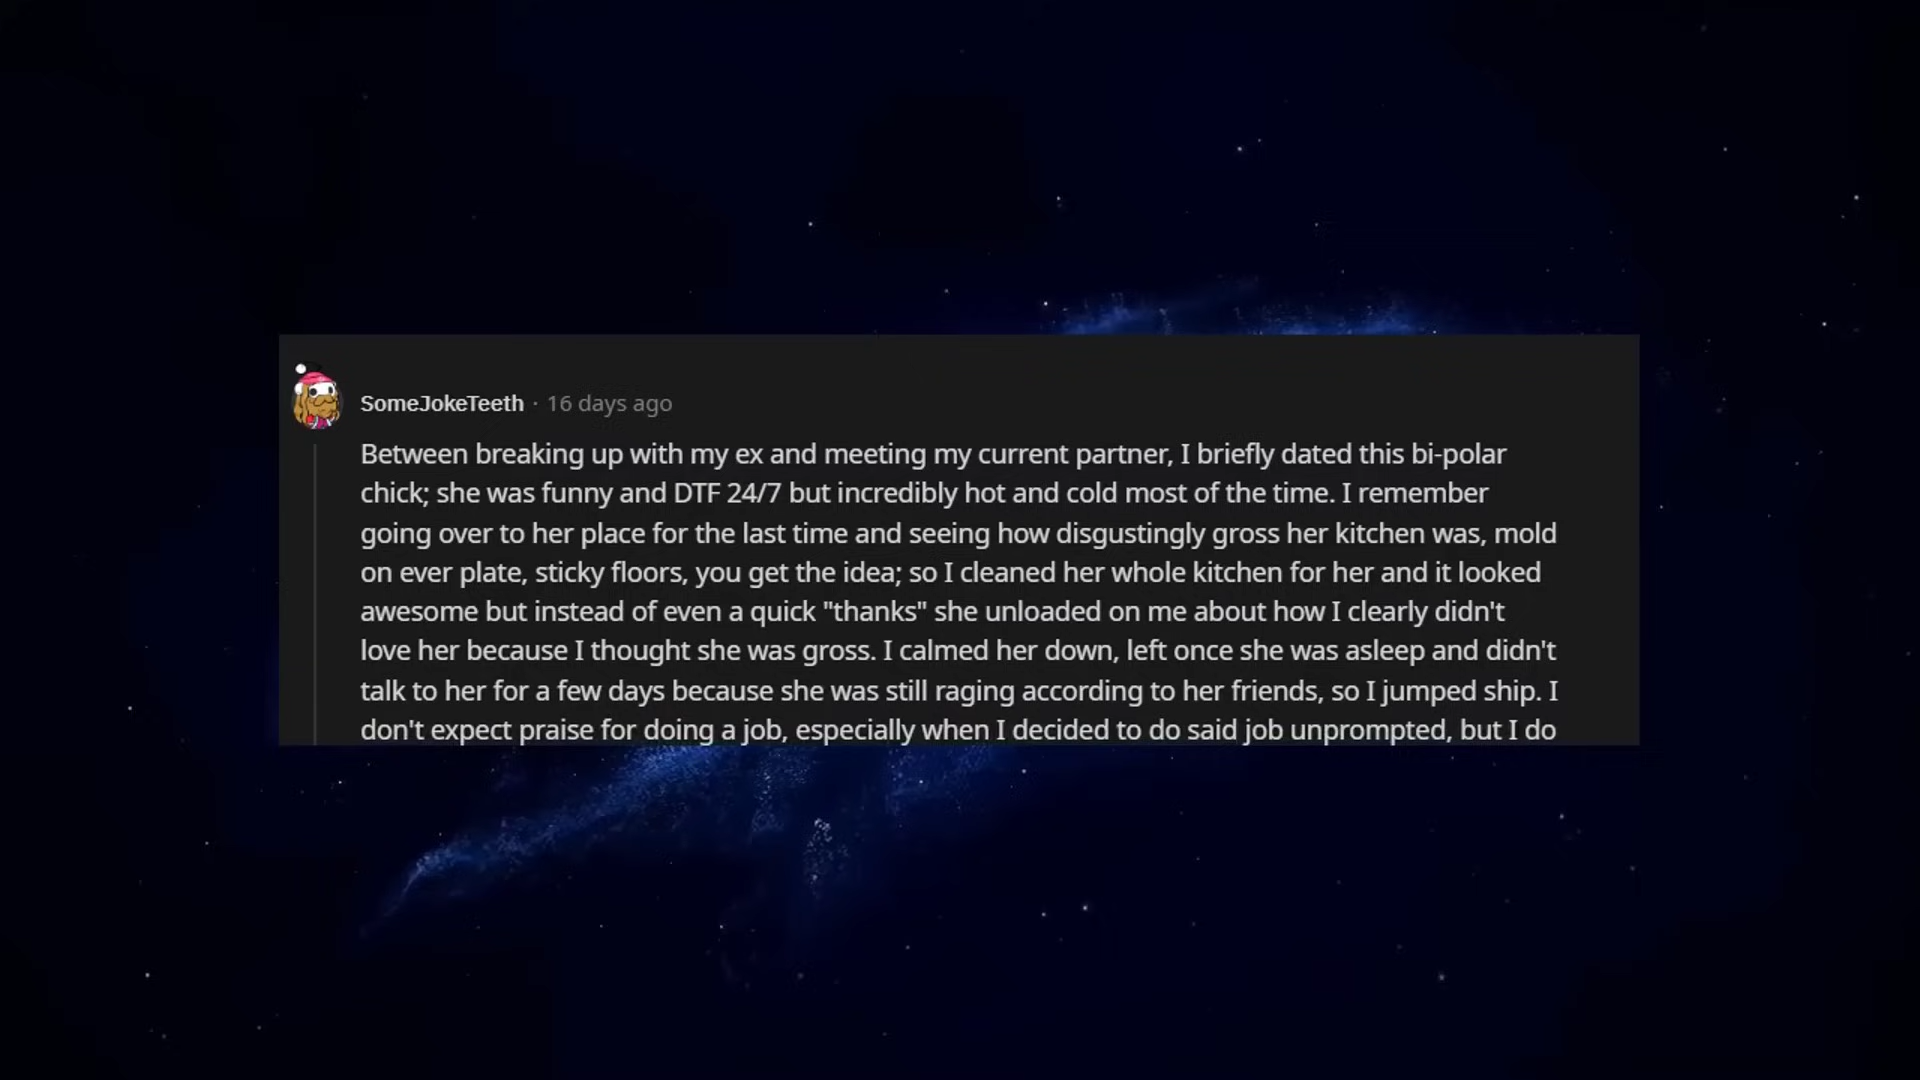 SomeJokeTeeth · 16 days ago
Between breaking up with my ex and meeting my current partner, I briefly dated this bi-polar
chick; she was funny and DTF 24/7 but incredibly hot and cold most of the time. I remember
going over to her place for the last time and seeing how disgustingly gross her kitchen was, mold
on ever plate, sticky floors, you get the idea; so I cleaned her whole kitchen for her and it looked
awesome but instead of even a quick "thanks" she unloaded on me about how I clearly didn't
love her because I thought she was gross. I calmed her down, left once she was asleep and didn't
talk to her for a few days because she was still raging according to her friends, so I jumped ship. I
don't expect praise for doing a job, especially when I decided to do said job unprompted, but I do